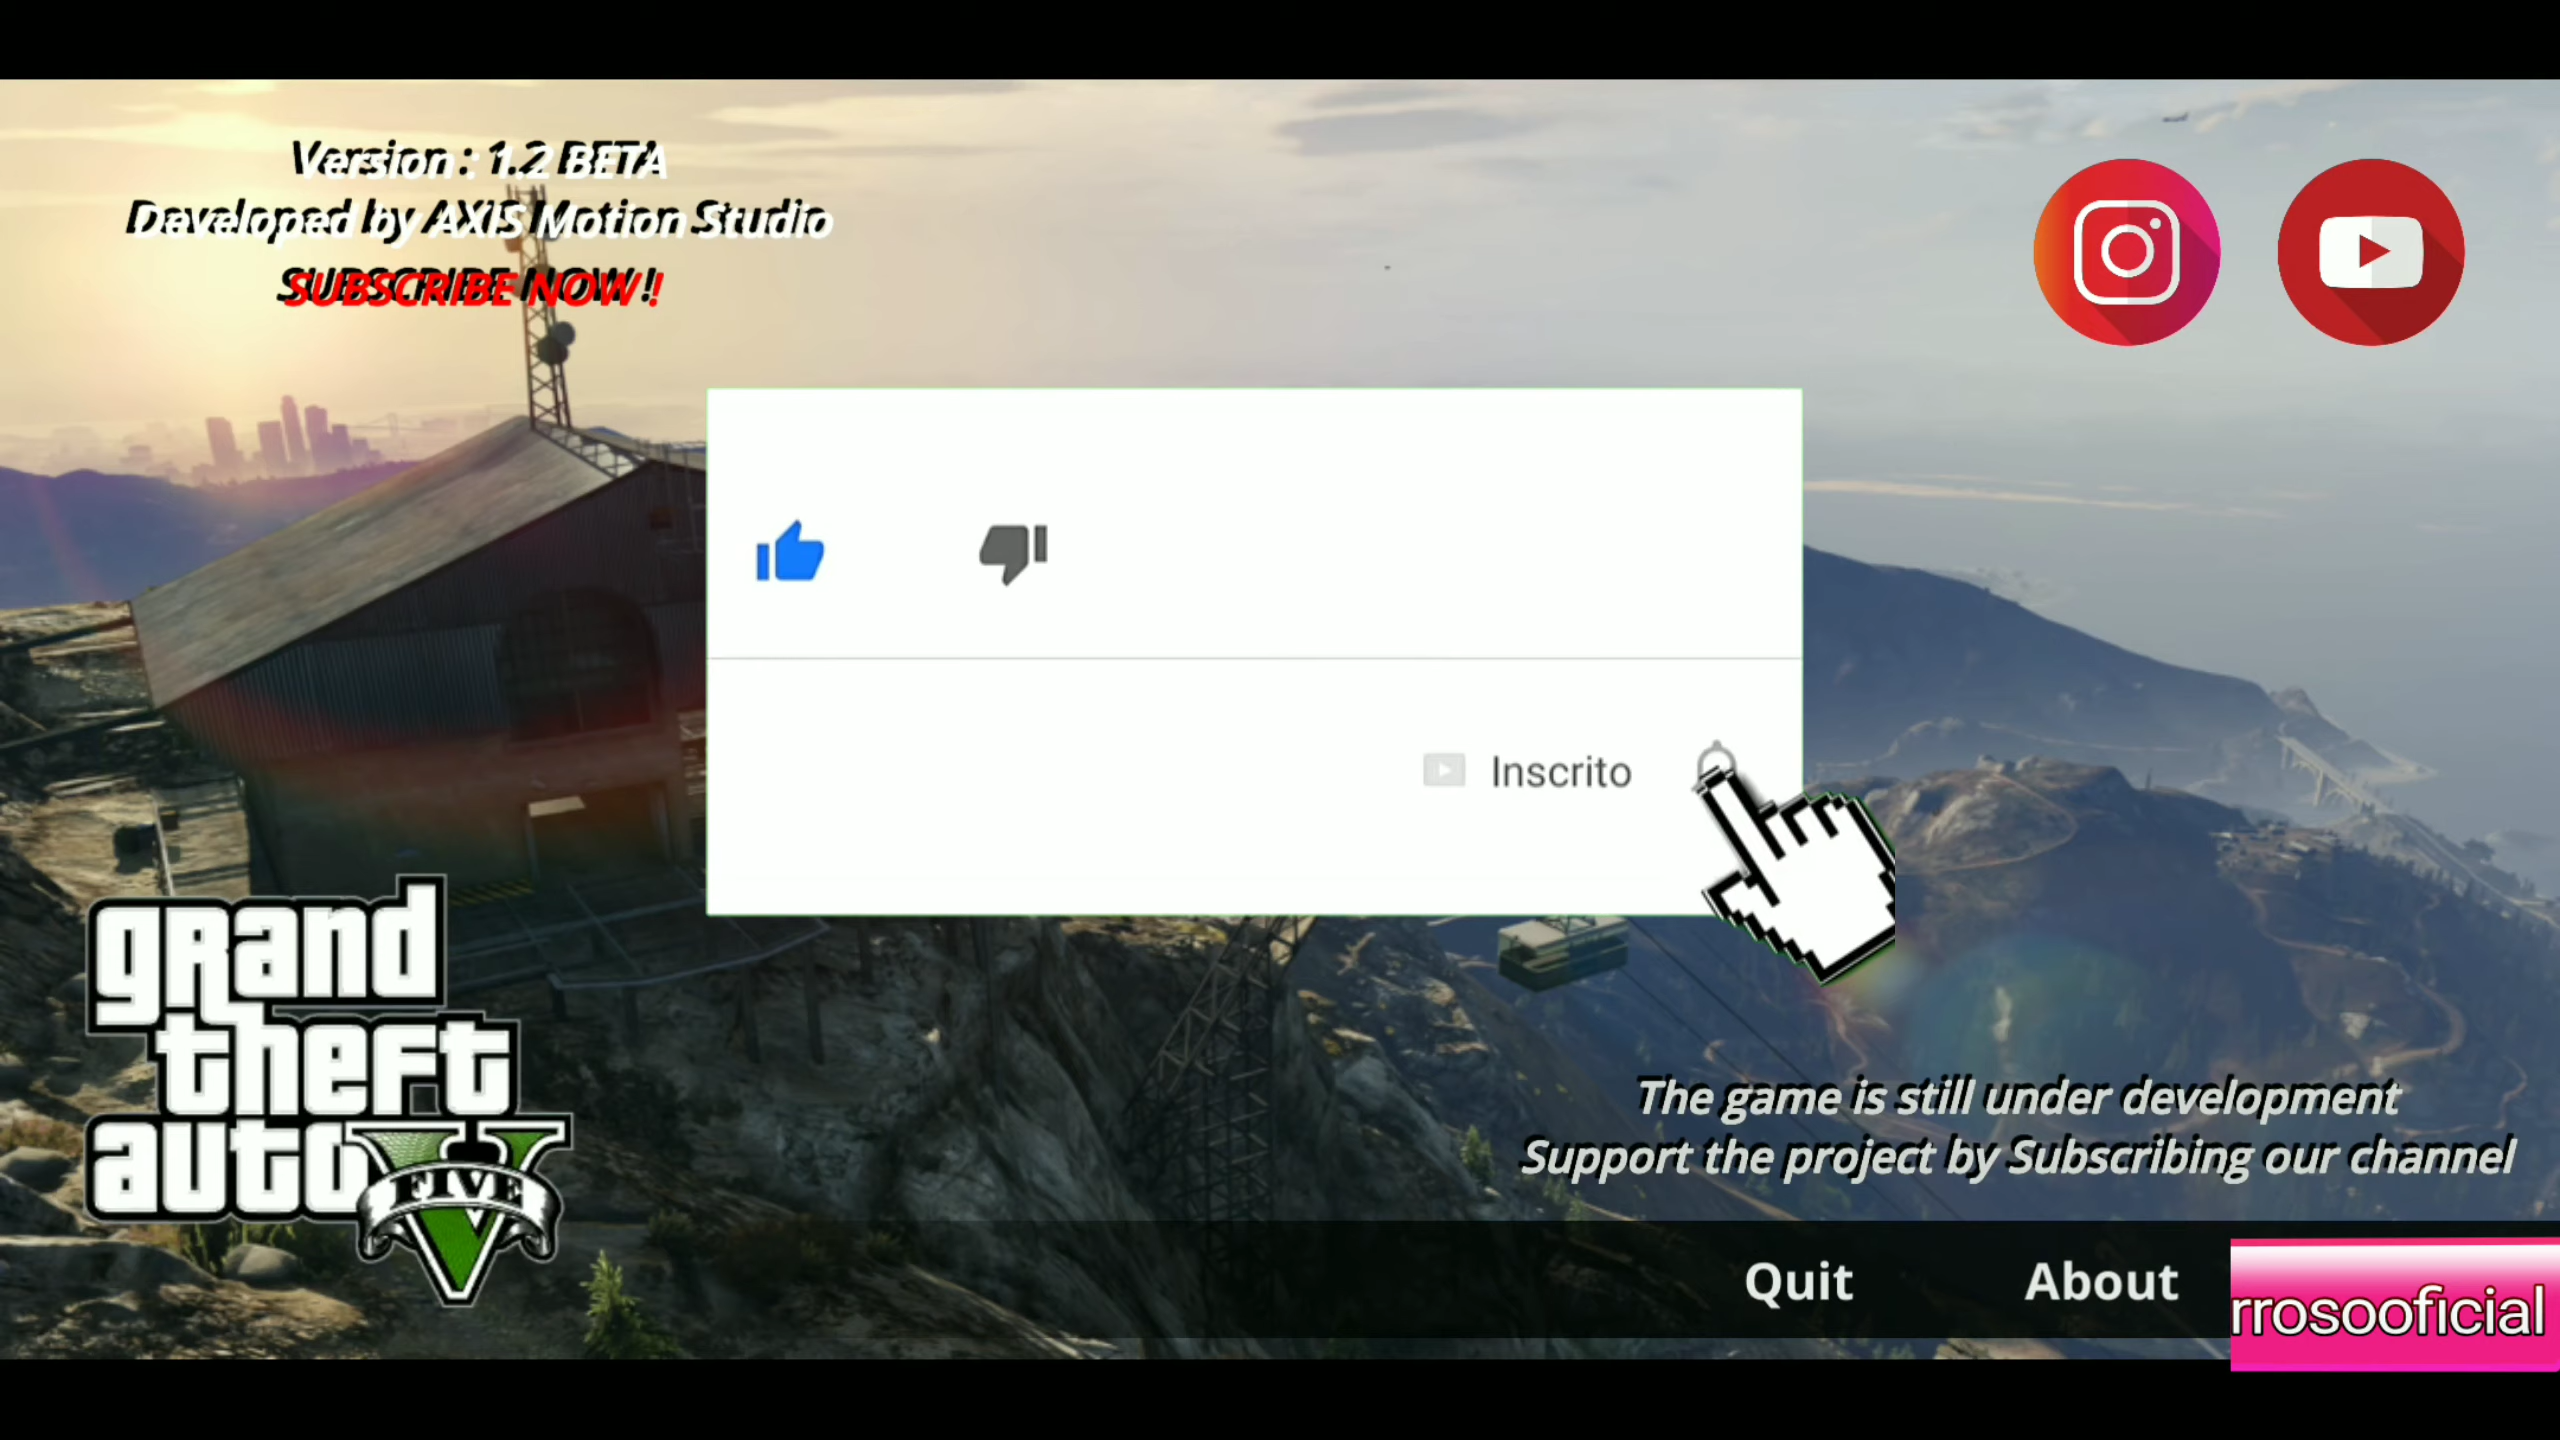 Version : 1.2 BETA
Developed by AXIS Motion Studio
SUBSCRIBE NOW !
Inscrito
grand
theft
auto
FIVE
The game is still under development
Support the project by Subscribing our channel
Quit
About
rrosooficial